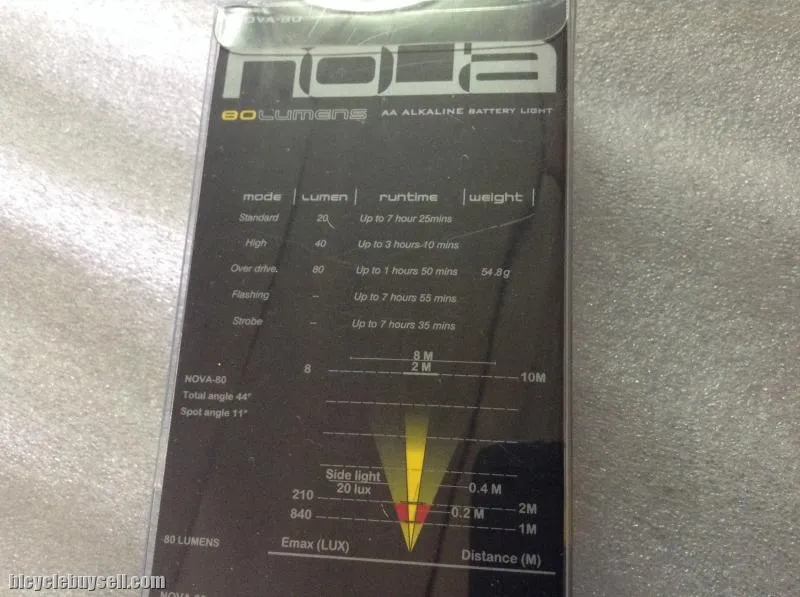 NOVA-80
nova
80LUMENS AA ALKALINE BATTERY LIGHT
mode | LUMEN | runtime | weight |
Standard 20 Up to 7 hour 25mins
High 40 Up to 3 hours 10 mins
Over drive. 80 Up to 1 hours 50 mins 54.8g
Flashing – Up to 7 hours 55 mins
Strobe – Up to 7 hours 35 mins
8 M
8 2 M 10M
NOVA-80
Total angle 44°
Spot angle 11°
Side light
20 lux 0.4 M
210 2M
840 0.2 M 1M
80 LUMENS Emax (LUX) Distance (M)
bicyclebuysell.com